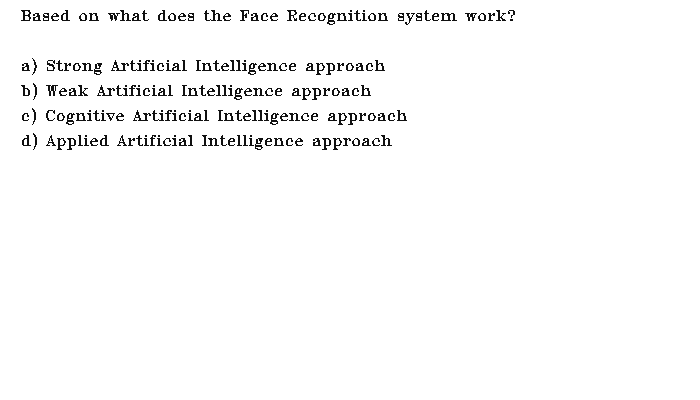 Based on what does the Face Recognition system work?
a) Strong Artificial Intelligence approach
b) Weak Artificial Intelligence approach
c) Cognitive Artificial Intelligence approach
d) Applied Artificial Intelligence approach